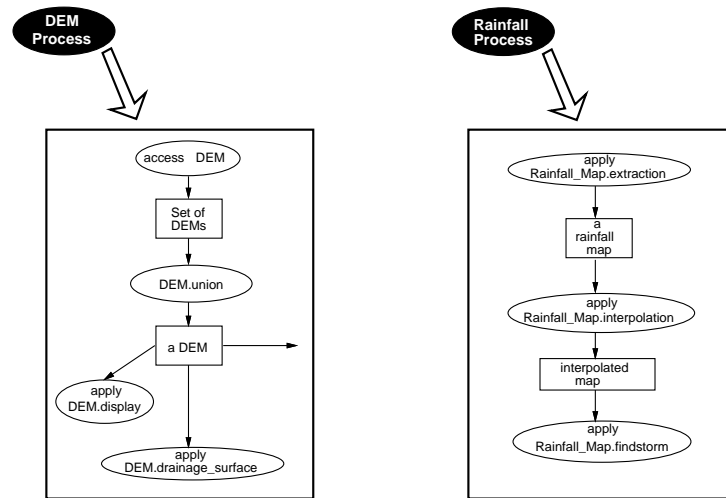 DEM
Process
access DEM
Set of
DEMs
DEM.union
a DEM
apply
DEM.display
apply
DEM.drainage_surface
Rainfall
Process
apply
Rainfall_Map.extraction
a
rainfall
map
apply
Rainfall_Map.interpolation
interpolated
map
apply
Rainfall_Map.findstorm